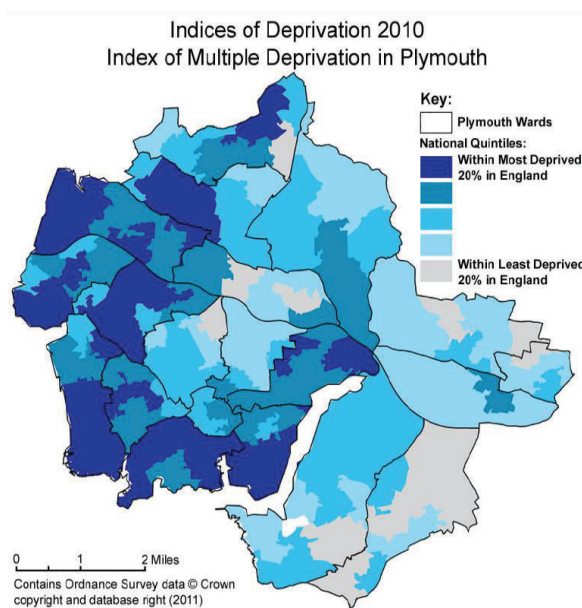 Indices of Deprivation 2010
Index of Multiple Deprivation in Plymouth
Key:
Plymouth Wards
National Quintiles:
Within Most Deprived
20% in England
Within Least Deprived
20% in England
0 1 2 Miles
Contains Ordnance Survey data © Crown
copyright and database right (2011)